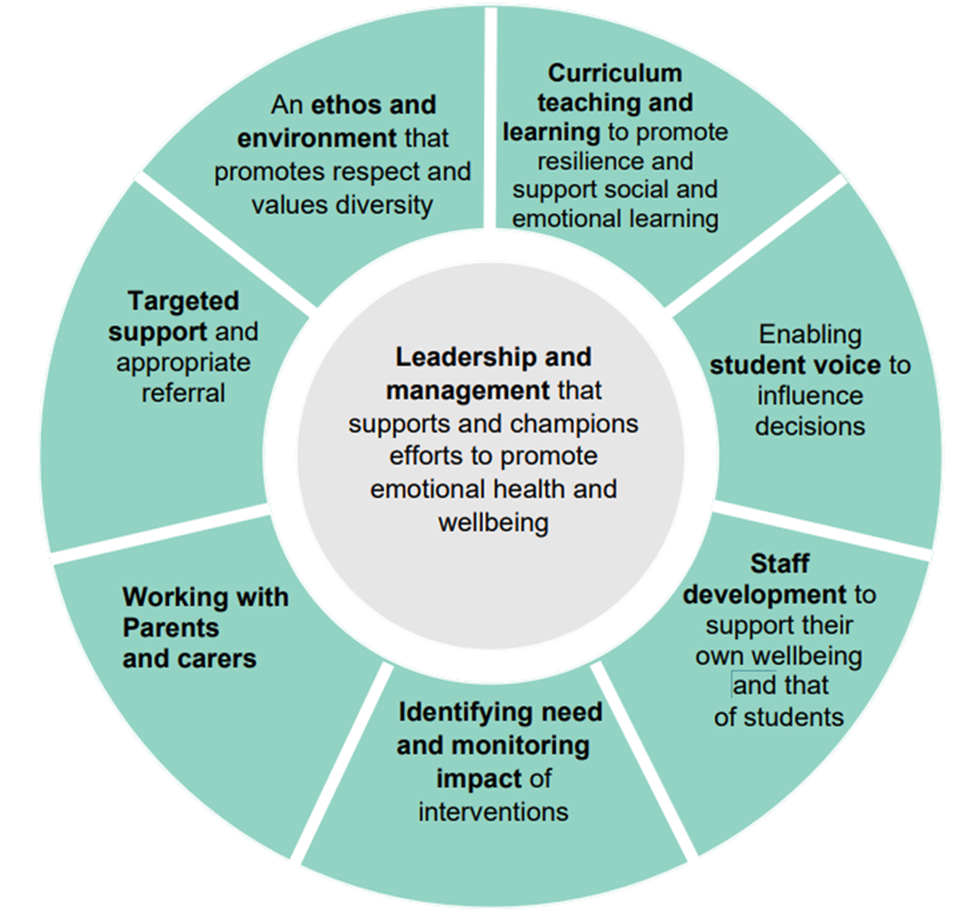 An ethos and
environment that
promotes respect and
values diversity
Curriculum
teaching and
learning to promote
resilience and
support social and
emotional learning
Enabling
student voice to
influence
decisions
Staff
development to
support their
own wellbeing
and that
of students
Identifying need
and monitoring
impact of
interventions
Working with
Parents
and carers
Targeted
support and
appropriate
referral
Leadership and
management that
supports and champions
efforts to promote
emotional health and
wellbeing